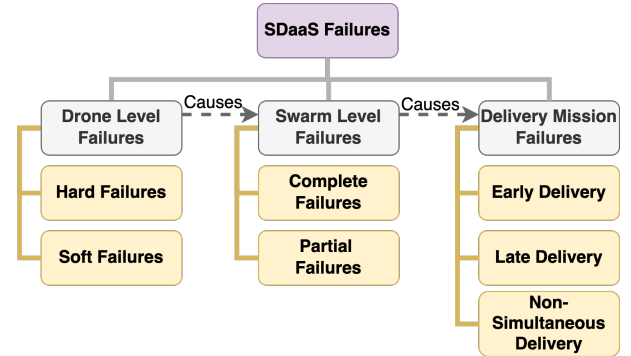 SDaaS Failures
Causes
Causes
Drone Level
Failures
Swarm Level
Failures
Delivery Mission
Failures
Hard Failures
Complete
Failures
Early Delivery
Soft Failures
Partial
Failures
Late Delivery
Non-
Simultaneous
Delivery